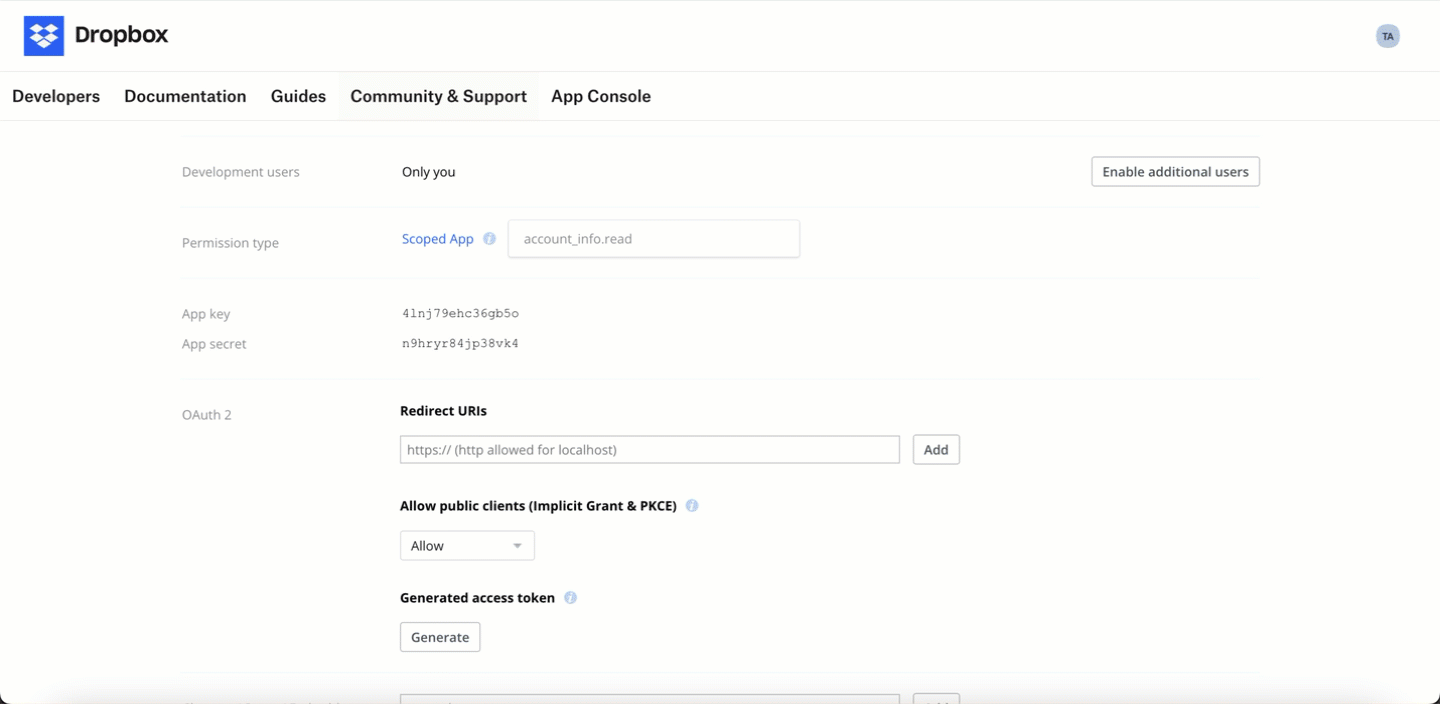 Dropbox
TA
Developers Documentation Guides Community & Support App Console
Development users Only you Enable additional users
Permission type Scoped App i account_info.read
App key 4lnj79ehc36gb5o
App secret n9hryr84jp38vk4
OAuth 2 Redirect URIs
https:// (http allowed for localhost) Add
Allow public clients (Implicit Grant & PKCE) i
Allow
Generated access token i
Generate